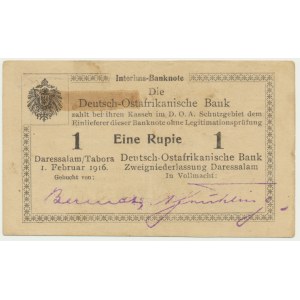 Interims-Banknote
Die
Deutsch-Ostafrikanische Bank
zahlt bei ihren Kassen im D. O. A. Schutzgebiet dem
Einlieferer dieser Banknote ohne Legitimationsprüfung
1 Eine Rupie 1
Daressalam/Tabora Deutsch-Ostafrikanische Bank
1. Februar 1916. Zweigniederlassung Daressalam
Gebucht von: In Vollmacht: